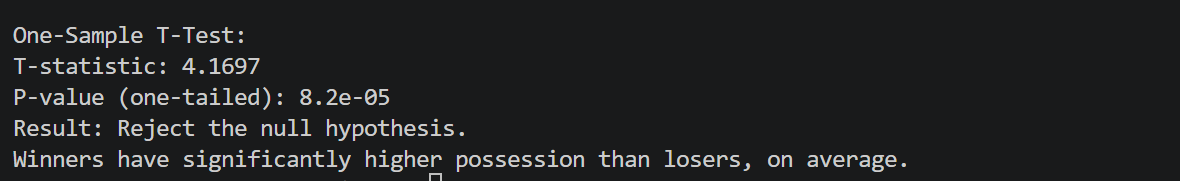 One-Sample T-Test:
T-statistic: 4.1697
P-value (one-tailed): 8.2e-05
Result: Reject the null hypothesis.
Winners have significantly higher possession than losers, on average.